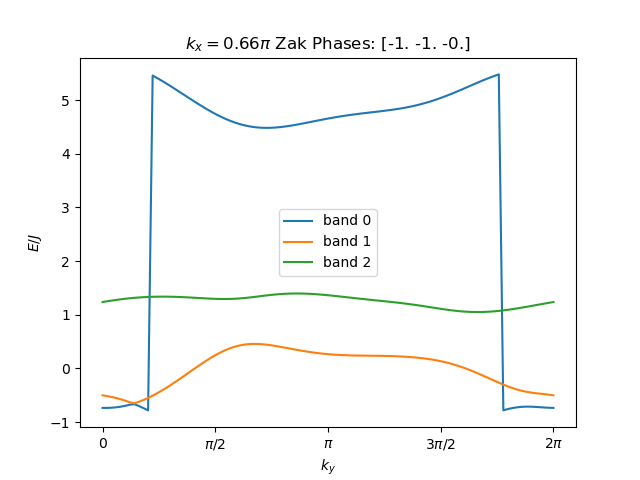 $k_x = 0.66\pi$ Zak Phases: [-1. -1. -0.]
E/J
5
4
3
2
1
0
−1
band 0
band 1
band 2
0
π/2
π
3π/2
2π
$k_y$